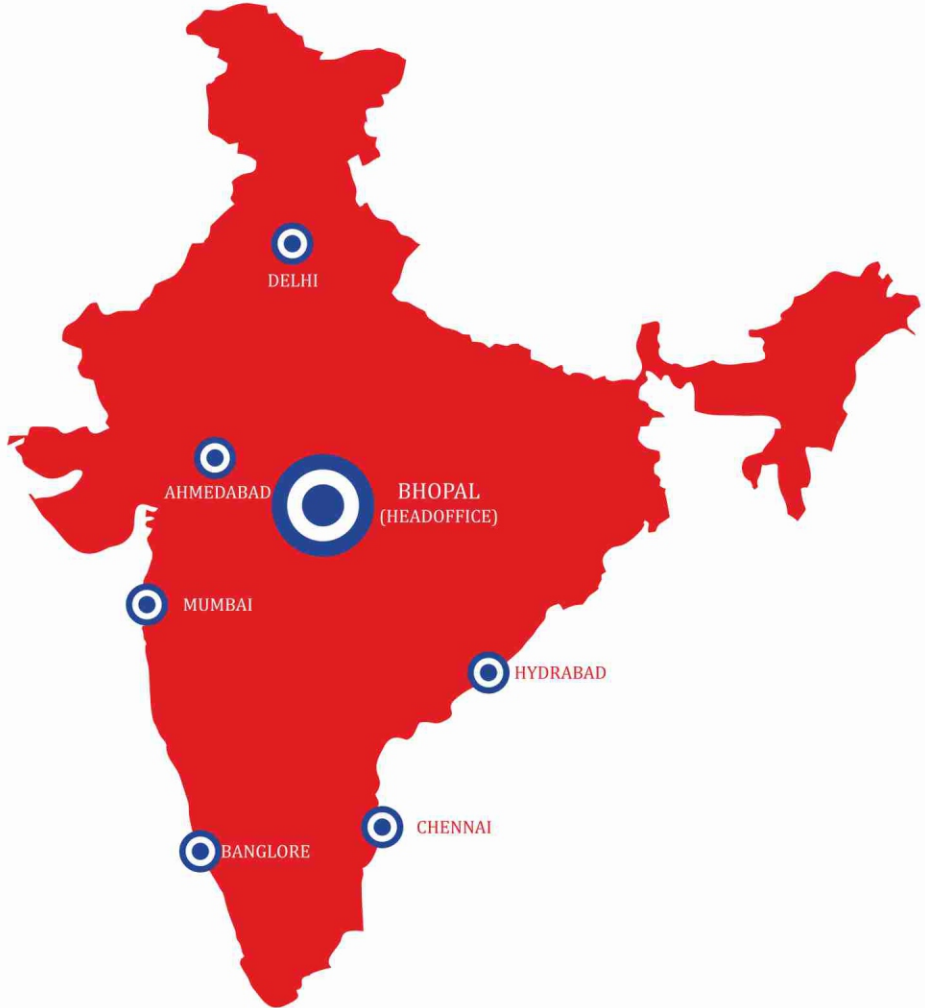 DELHI
AHMEDABAD
BHOPAL
(HEADOFFICE)
MUMBAI
HYDRABAD
CHENNAI
BANGLORE